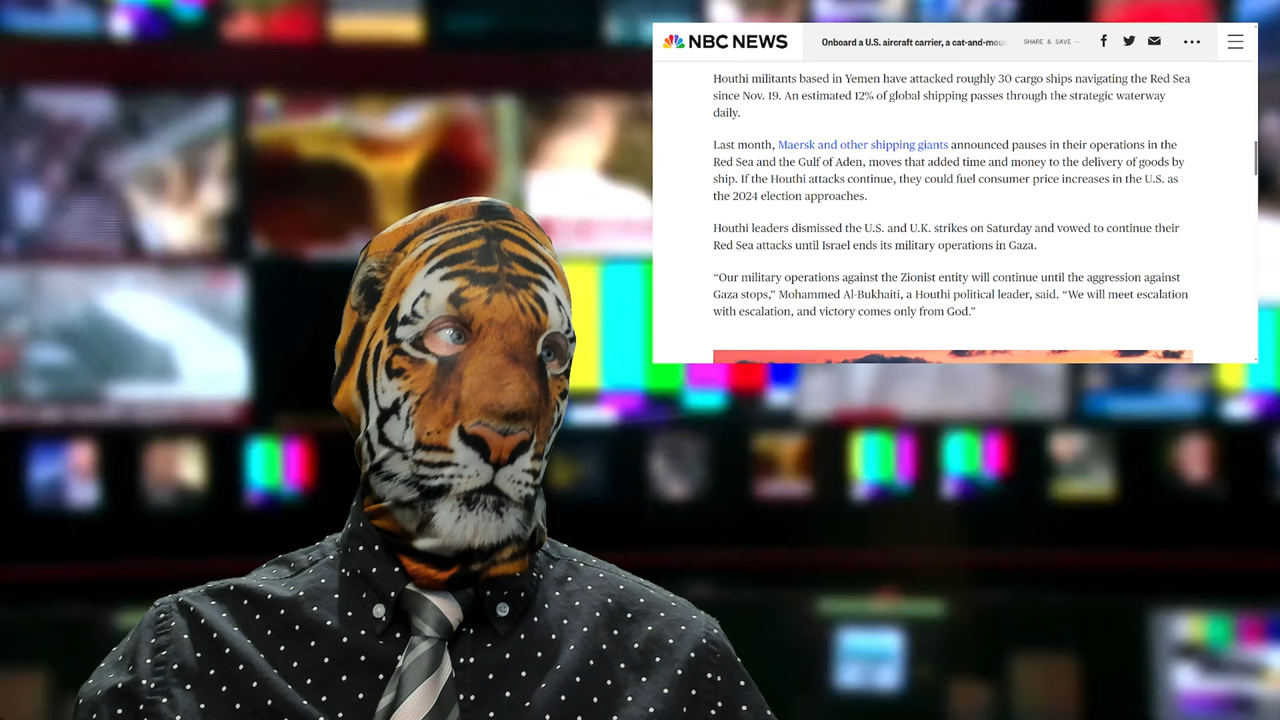 NBC NEWS
Onboard a U.S. aircraft carrier, a cat-and-mou
SHARE & SAVE —
Houthi militants based in Yemen have attacked roughly 30 cargo ships navigating the Red Sea
since Nov. 19. An estimated 12% of global shipping passes through the strategic waterway
daily.
Last month, Maersk and other shipping giants announced pauses in their operations in the
Red Sea and the Gulf of Aden, moves that added time and money to the delivery of goods by
ship. If the Houthi attacks continue, they could fuel consumer price increases in the U.S. as
the 2024 election approaches.
Houthi leaders dismissed the U.S. and U.K. strikes on Saturday and vowed to continue their
Red Sea attacks until Israel ends its military operations in Gaza.
“Our military operations against the Zionist entity will continue until the aggression against
Gaza stops,” Mohammed Al-Bukhaiti, a Houthi political leader, said. “We will meet escalation
with escalation, and victory comes only from God.”